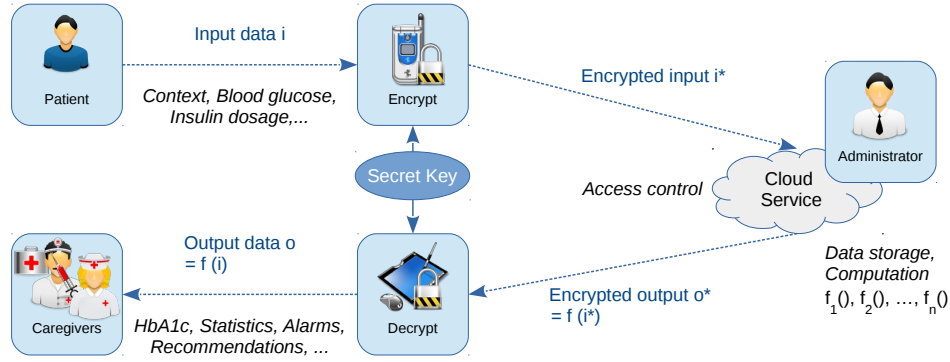 Input data i
Patient
Context, Blood glucose,
Insulin dosage,...
Encrypt
Encrypted input i*
Administrator
Secret Key
Access control
Cloud
Service
Data storage,
Computation
f1(), f2(), ..., fn()
Output data o
= f (i)
Caregivers
HbA1c, Statistics, Alarms,
Recommendations, ...
Decrypt
Encrypted output o*
= f (i*)